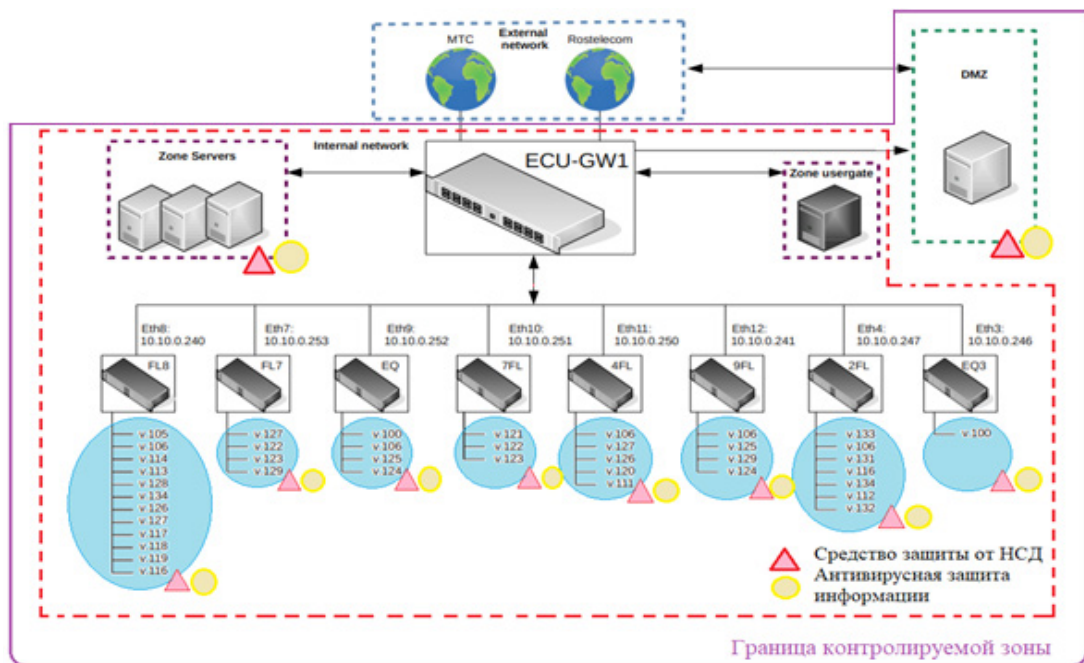 External
network
MTC
Rostelecom
DMZ
Zone Servers
Internal network
ECU-GW1
Zone usergate
Eth8:
10.10.0.240
Eth7:
10.10.0.253
Eth9:
10.10.0.252
Eth10:
10.10.0.251
Eth11:
10.10.0.250
Eth12:
10.10.0.241
Eth4:
10.10.0.247
Eth3:
10.10.0.246
FL8
FL7
EQ
7FL
4FL
9FL
2FL
EQ3
v.105
v.106
v.114
v.113
v.128
v.134
v.126
v.127
v.117
v.118
v.119
v.116
v.127
v.122
v.123
v.129
v.100
v.106
v.125
v.124
v.121
v.122
v.123
v.106
v.127
v.126
v.120
v.111
v.106
v.125
v.129
v.124
v.133
v.106
v.131
v.116
v.134
v.112
v.132
v.100
Средство защиты от НСД
Антивирусная защита
информации
Граница контролируемой зоны